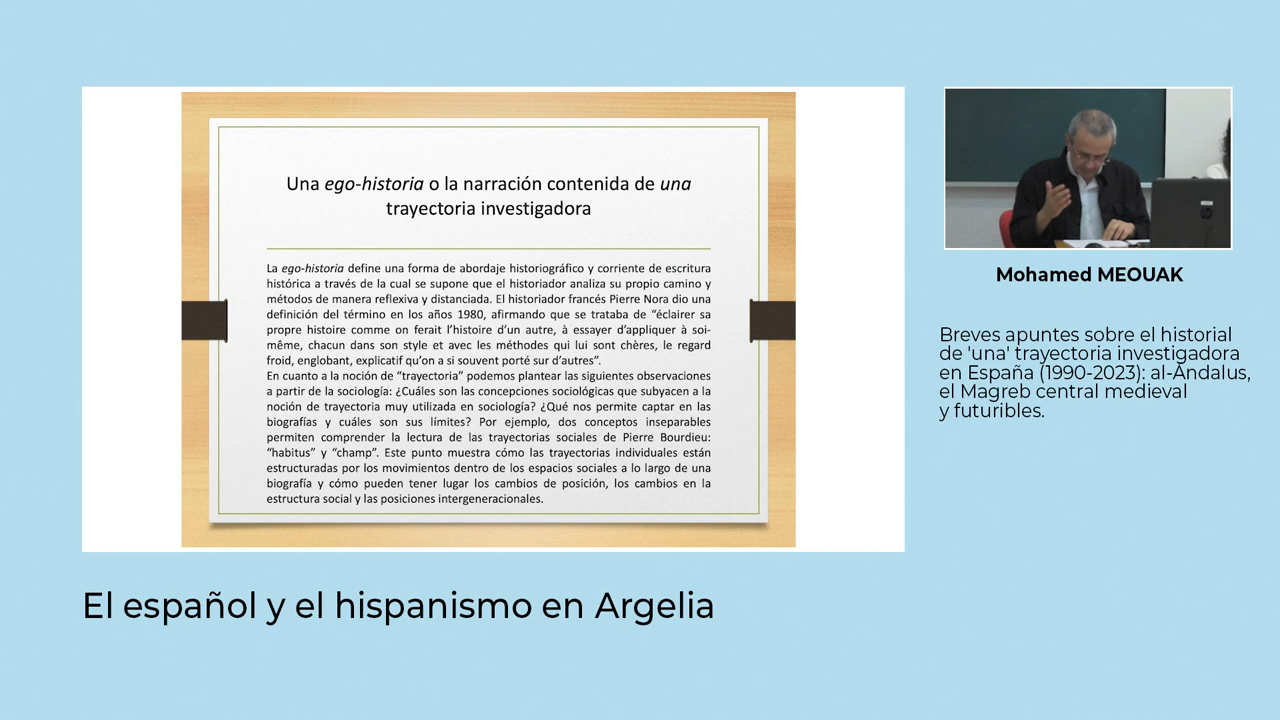 Una ego-historia o la narración contenida de una
trayectoria investigadora
La ego-historia define una forma de abordaje historiográfico y corriente de escritura
histórica a través de la cual se supone que el historiador analiza su propio camino y
métodos de manera reflexiva y distanciada. El historiador francés Pierre Nora dio una
definición del término en los años 1980, afirmando que se trataba de “éclairer sa
propre histoire comme on ferait l’histoire d’un autre, à essayer d’appliquer à soi-
même, chacun dans son style et avec les méthodes qui lui sont chères, le regard
froid, englobant, explicatif qu’on a si souvent porté sur d’autres”.
En cuanto a la noción de “trayectoria” podemos plantear las siguientes observaciones
a partir de la sociología: ¿Cuáles son las concepciones sociológicas que subyacen a la
noción de trayectoria muy utilizada en sociología? ¿Qué nos permite captar en las
biografías y cuáles son sus límites? Por ejemplo, dos conceptos inseparables
permiten comprender la lectura de las trayectorias sociales de Pierre Bourdieu:
“habitus” y “champ”. Este punto muestra cómo las trayectorias individuales están
estructuradas por los movimientos dentro de los espacios sociales a lo largo de una
biografía y cómo pueden tener lugar los cambios de posición, los cambios en la
estructura social y las posiciones intergeneracionales.
Mohamed MEOUAK
Breves apuntes sobre el historial
de 'una' trayectoria investigadora
en España (1990-2023): al-Ándalus,
el Magreb central medieval
y futuribles.
El español y el hispanismo en Argelia